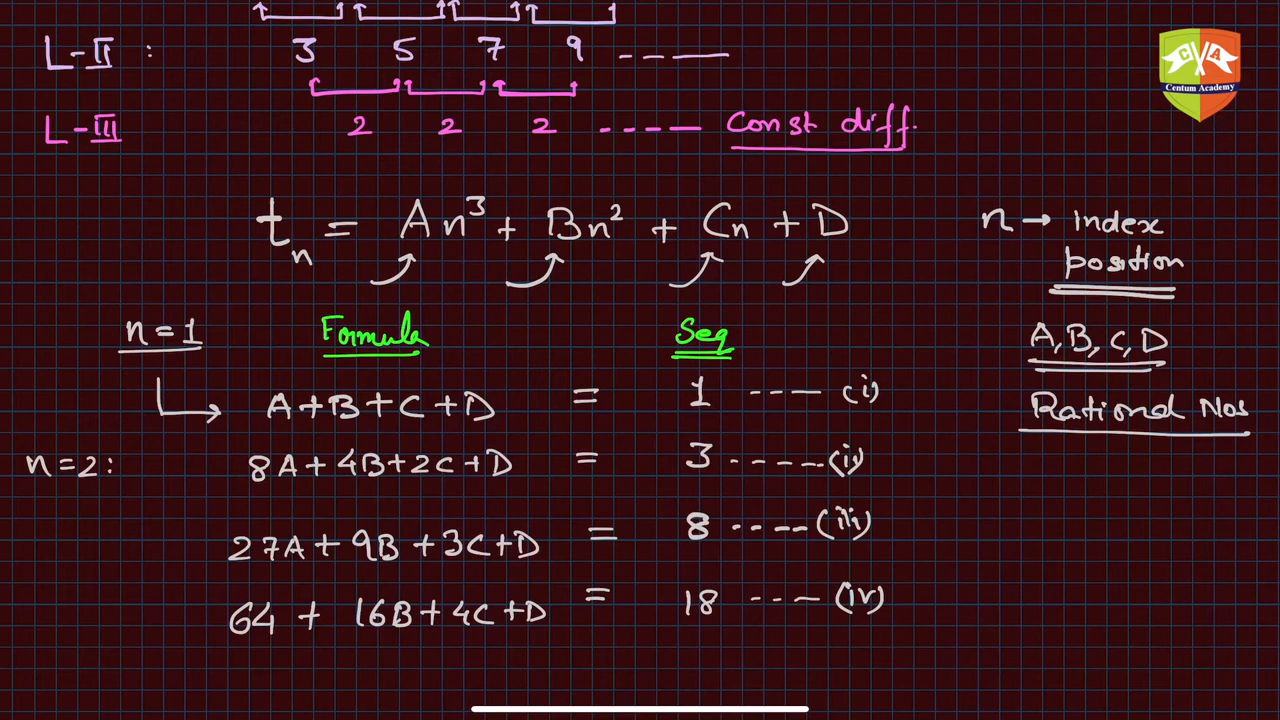 C A
Centum Academy
L-II : 3 5 7 9 -----
L-III 2 2 2 ---- Const diff.
tn = An³ + Bn² + Cn + D
n → index position
n = 1 Formula Seq
A, B, C, D
Rational Nos
A+B+C+D = 1 ---- (i)
n = 2: 8A+4B+2C+D = 3 ----- (ii)
27A+9B+3C+D = 8 ---- (iii)
64 + 16B+4C+D = 18 ---- (iv)